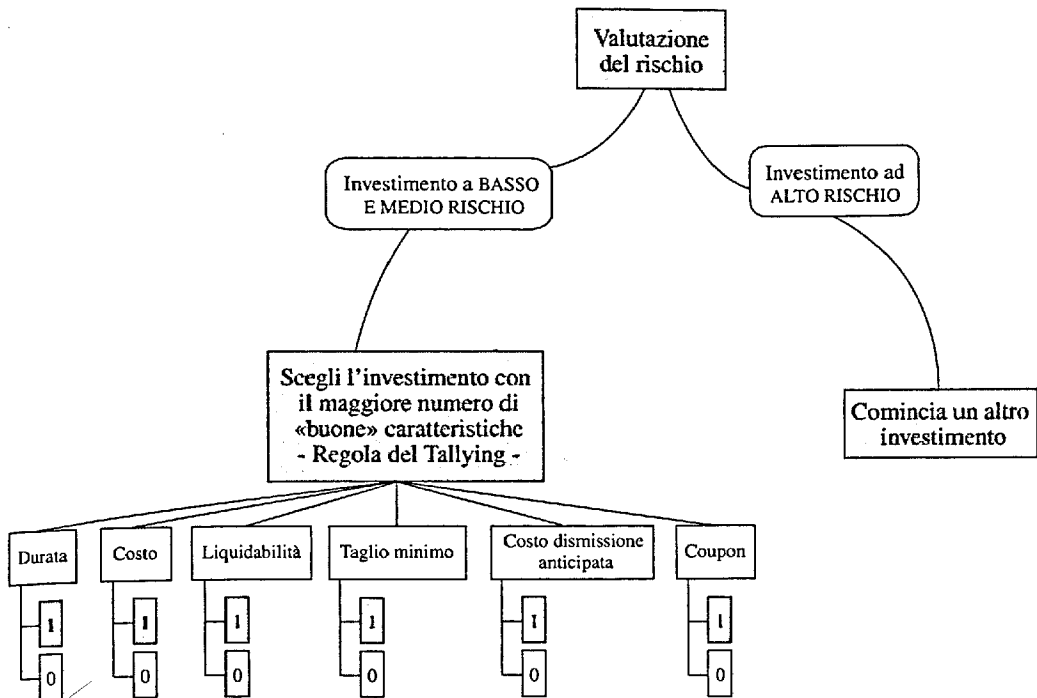 Valutazione
del rischio
Investimento a BASSO
E MEDIO RISCHIO
Investimento ad
ALTO RISCHIO
Scegli l'investimento con
il maggiore numero di
«buone» caratteristiche
- Regola del Tallying -
Comincia un altro
investimento
Durata
Costo
Liquidabilità
Taglio minimo
Costo dismissione
anticipata
Coupon
1
1
1
1
1
1
0
0
0
0
0
0